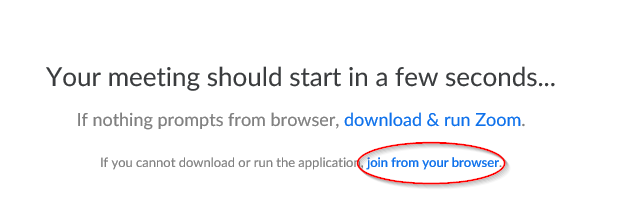 Your meeting should start in a few seconds...
If nothing prompts from browser, download & run Zoom.
If you cannot download or run the application, join from your browser.